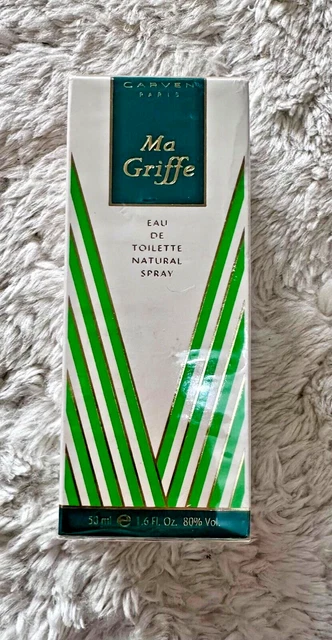 CARVEN
PARIS
Ma
Griffe
EAU
DE
TOILETTE
NATURAL
SPRAY
50 ml e 1.6 Fl. Oz. 80% Vol.